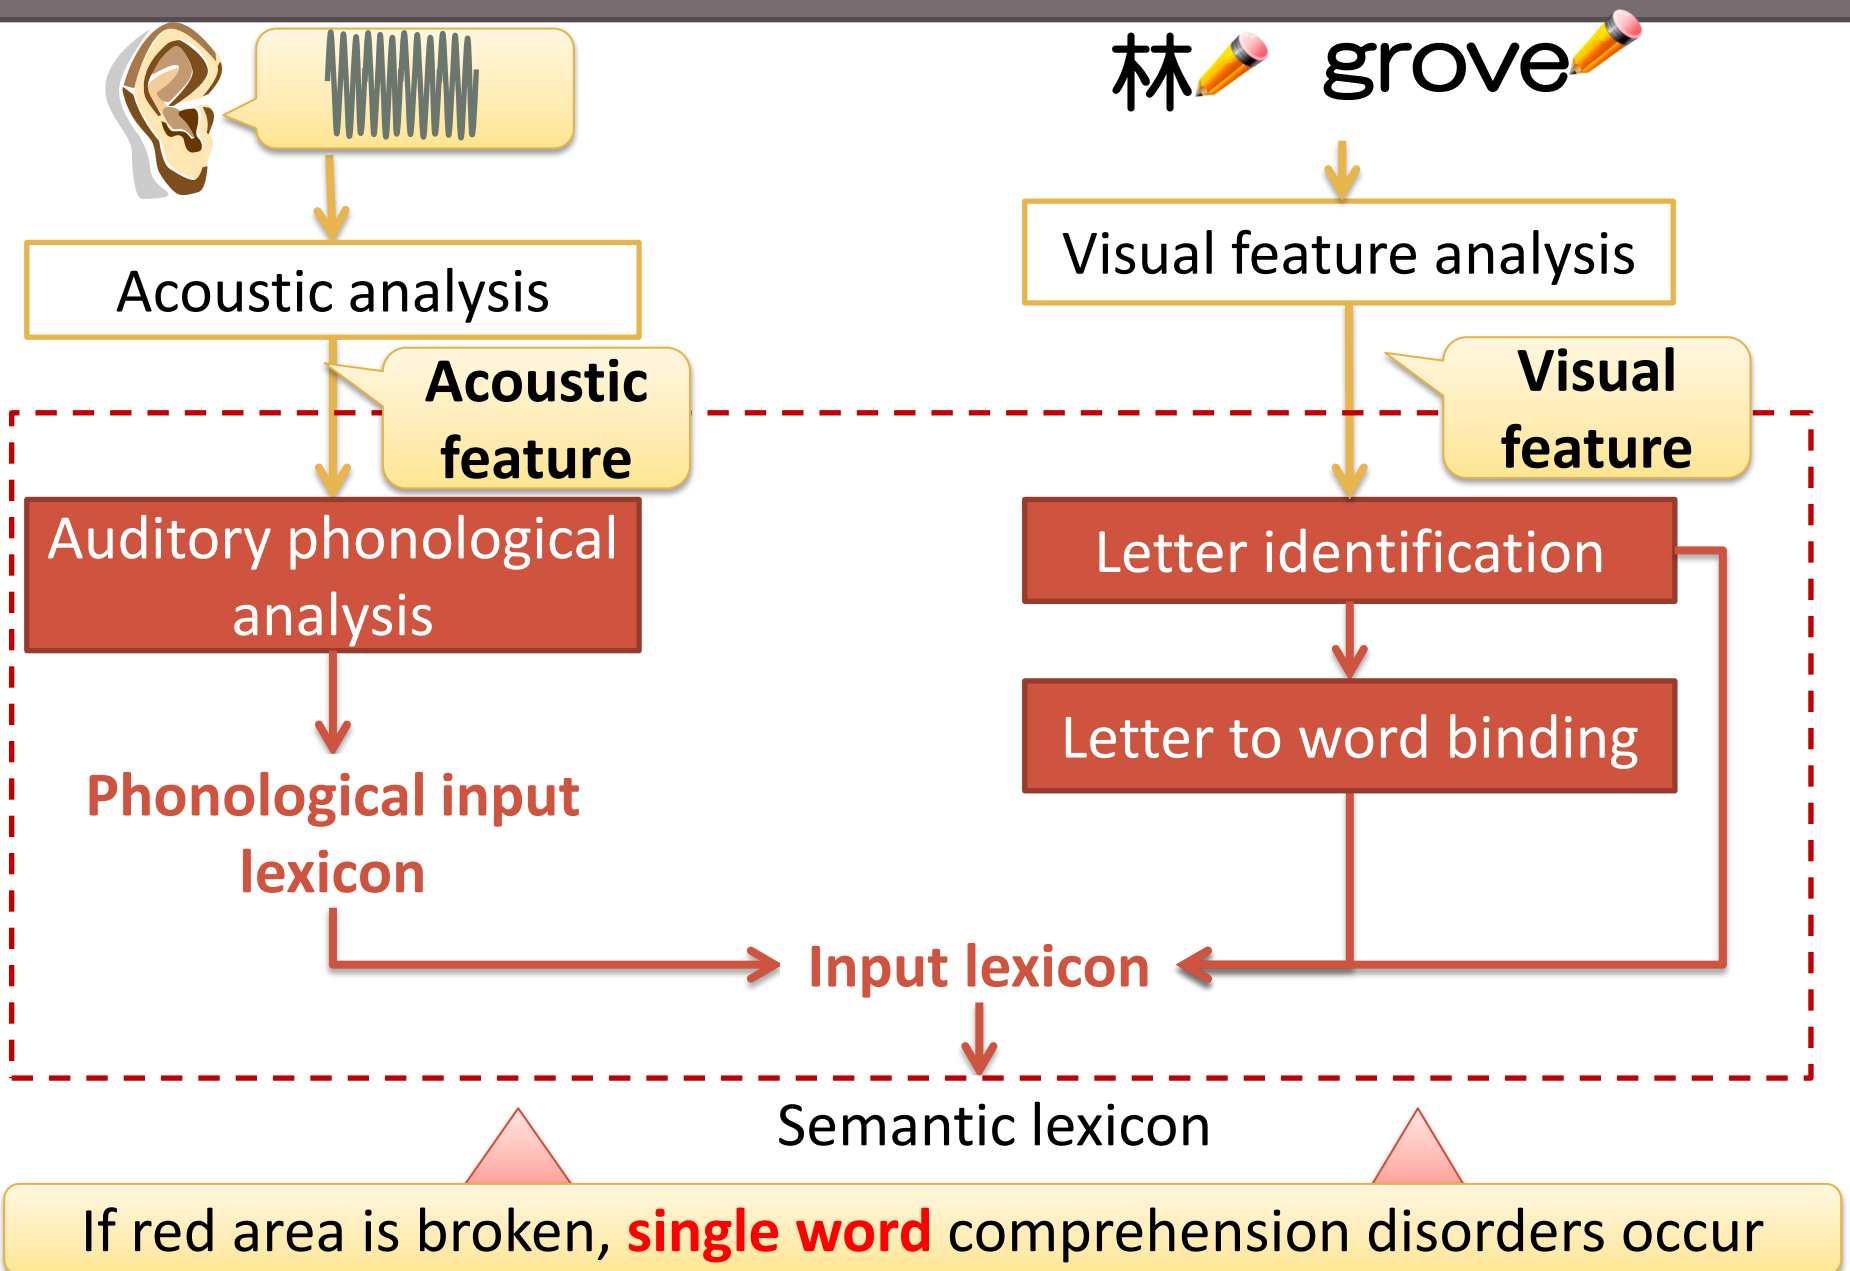 林 grove
Acoustic analysis
Visual feature analysis
Acoustic
feature
Visual
feature
Auditory phonological
analysis
Letter identification
Letter to word binding
Phonological input
lexicon
Input lexicon
Semantic lexicon
If red area is broken, single word comprehension disorders occur